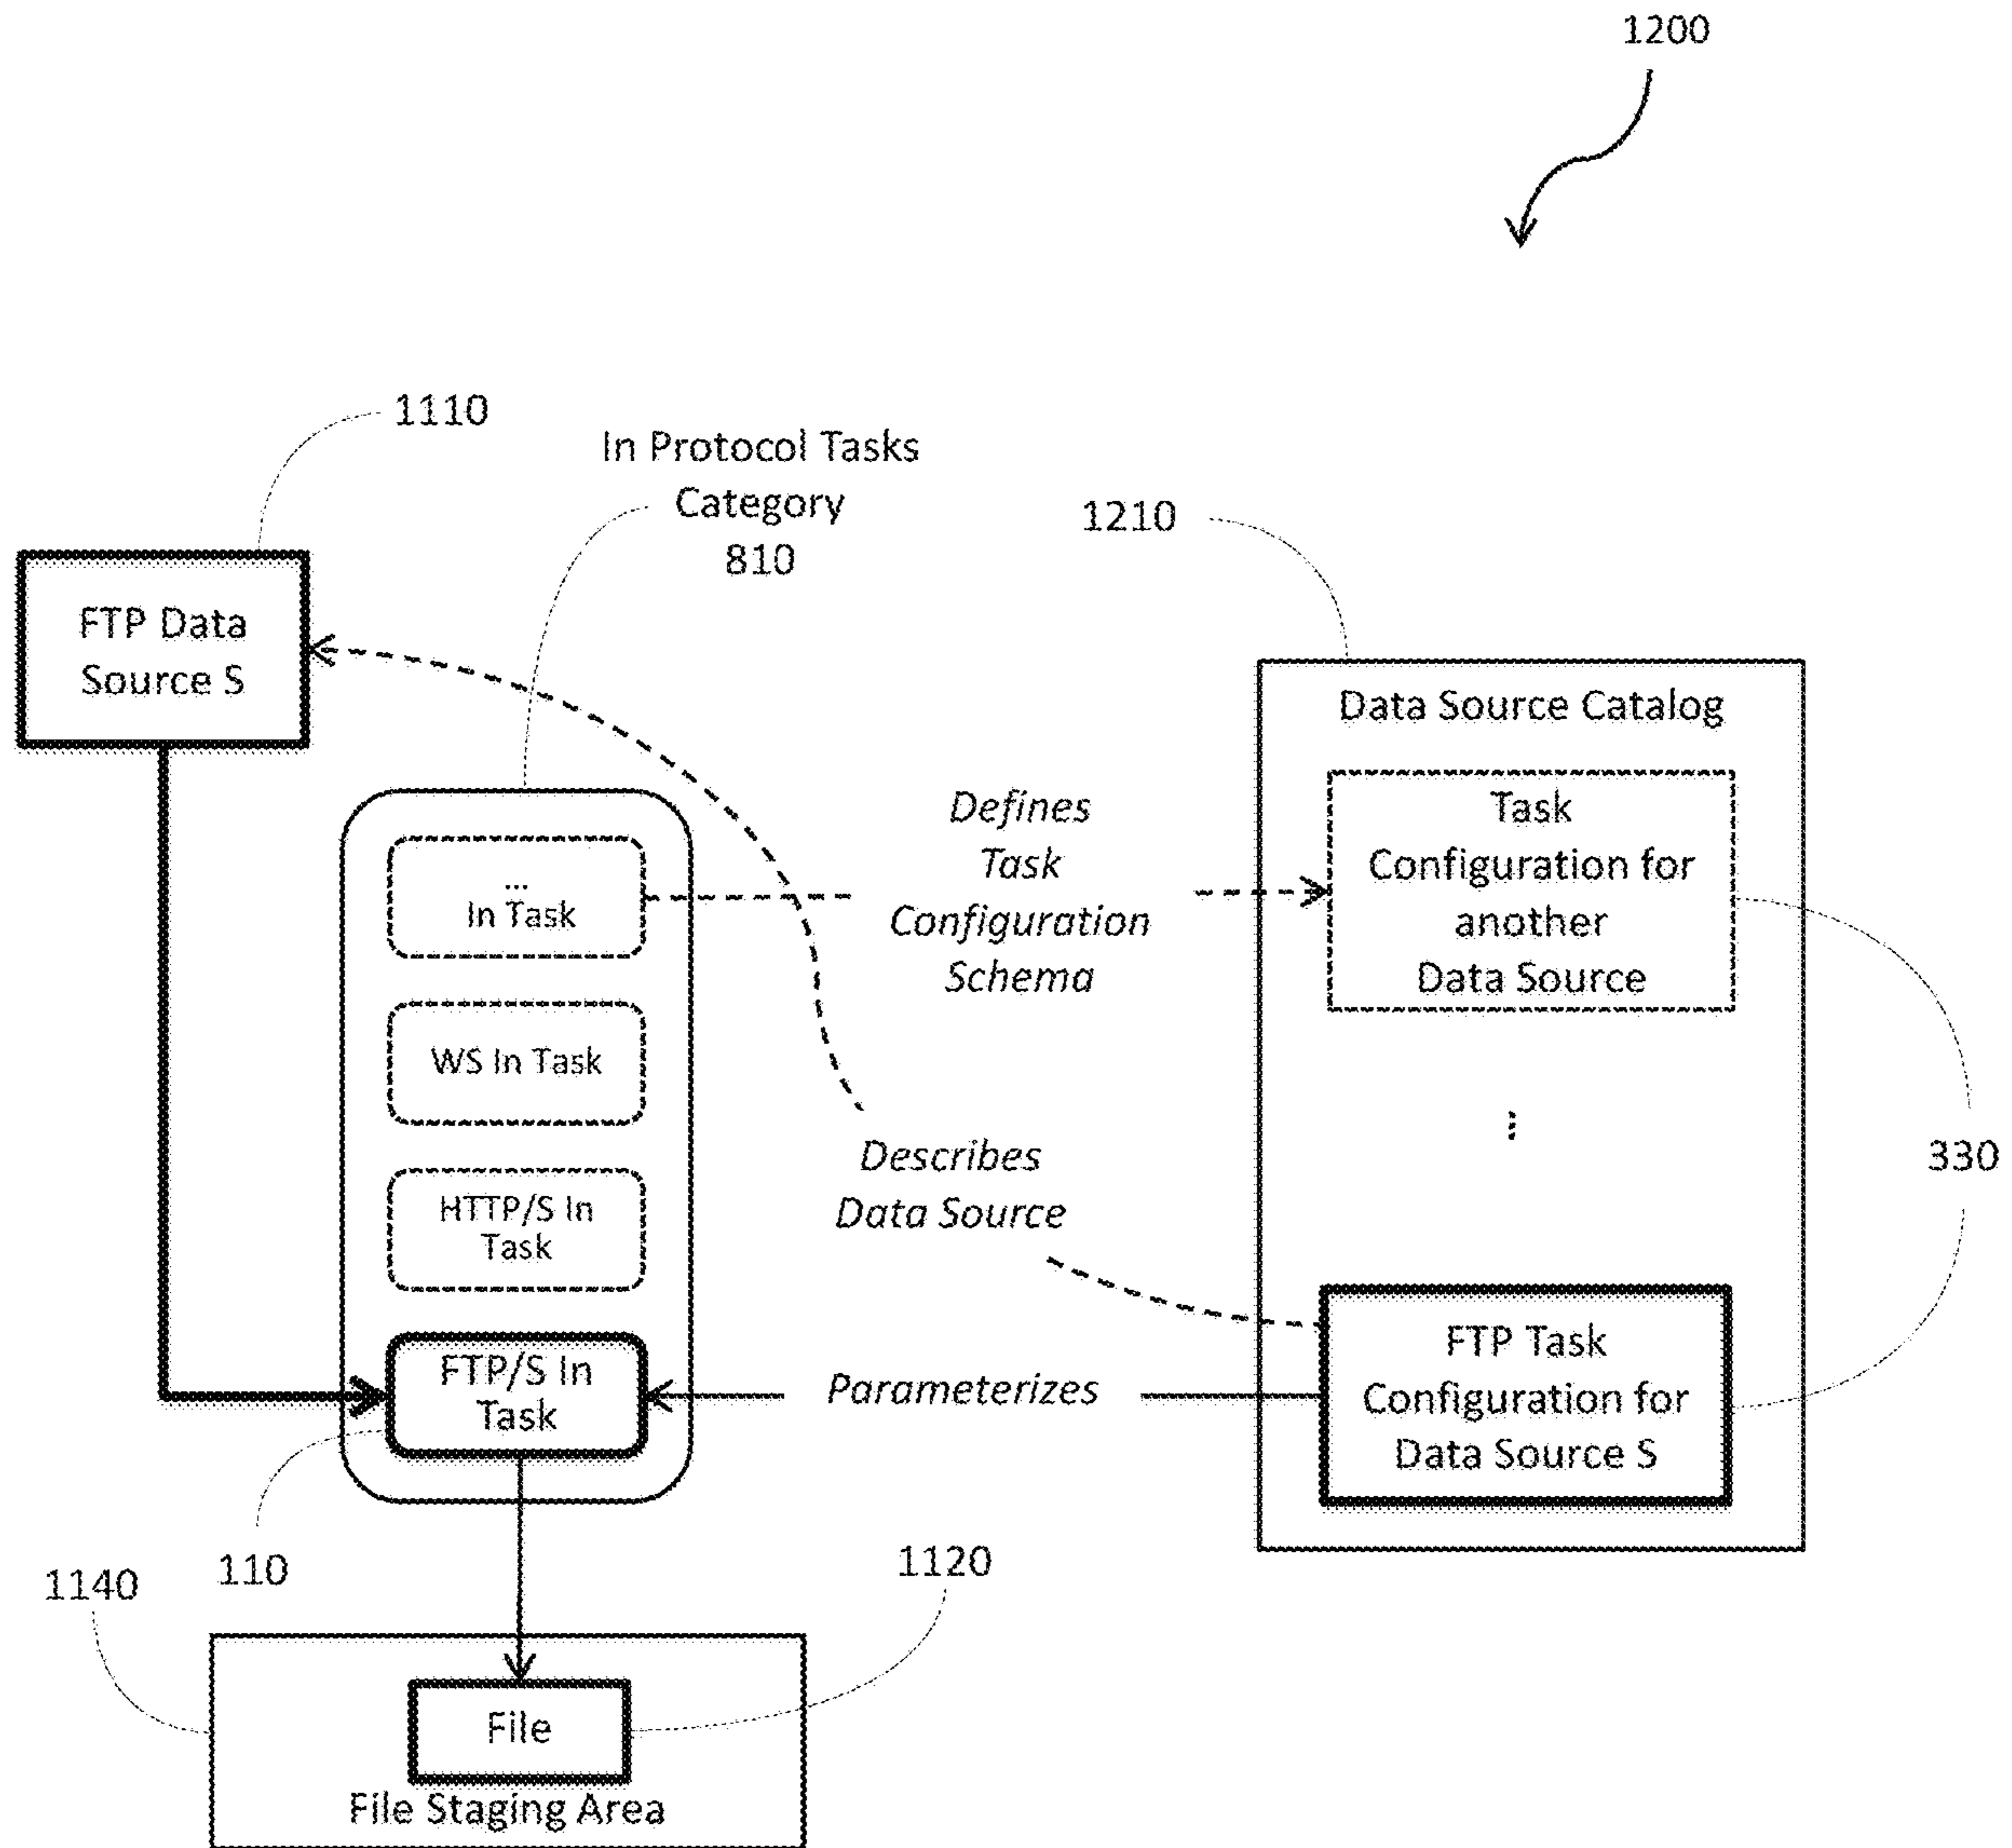 1200
1110
In Protocol Tasks
Category
810
1210
FTP Data
Source S
Data Source Catalog
...
In Task
Defines
Task
Configuration
Schema
Task
Configuration for
another
Data Source
WS In Task
...
Describes
Data Source
330
HTTP/S In
Task
FTP/S In
Task
Parameterizes
FTP Task
Configuration for
Data Source S
110
1140
1120
File
File Staging Area